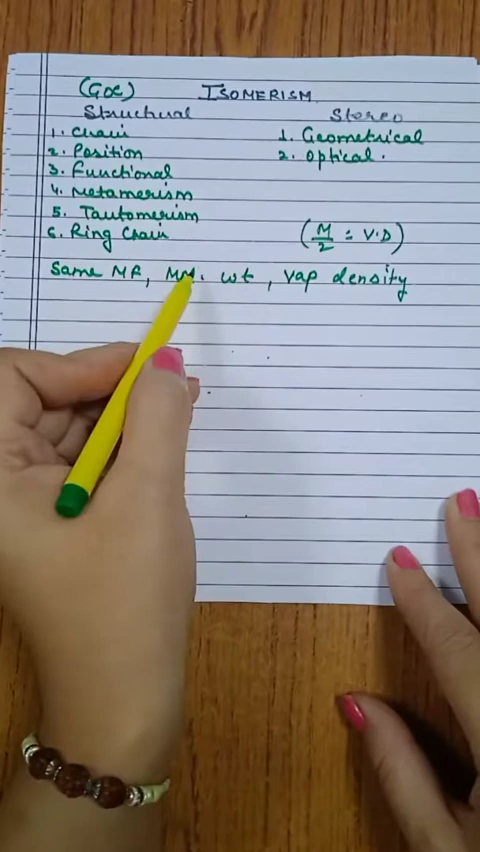 (GOC) ISOMERISM
Structural Stereo
1. Chain 1. Geometrical
2. Position 2. Optical.
3. Functional
4. Metamerism
5. Tautomerism
6. Ring Chain (M/2 = V.D)
Same MF, MM. wt, vap density